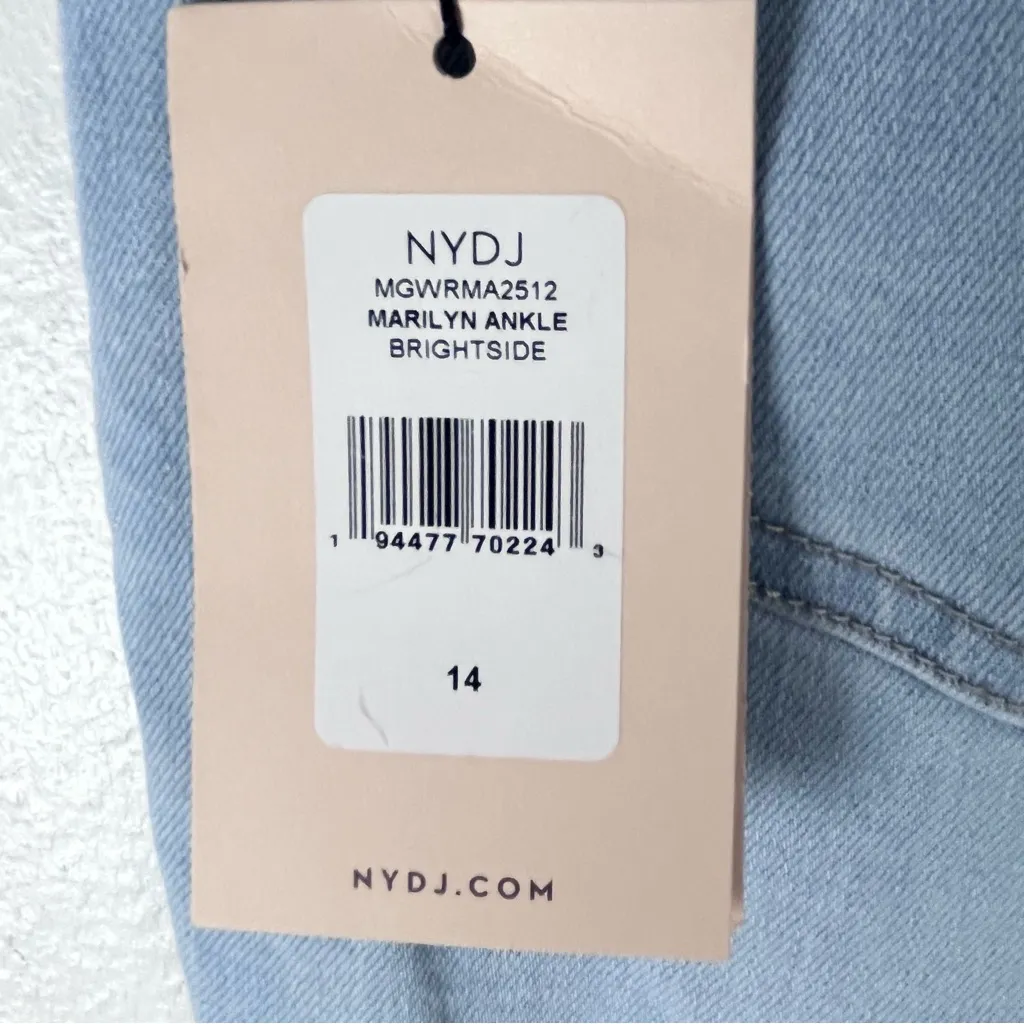 NYDJ
MGWRMA2512
MARILYN ANKLE
BRIGHTSIDE
1 94477 70224 3
14
NYDJ.COM